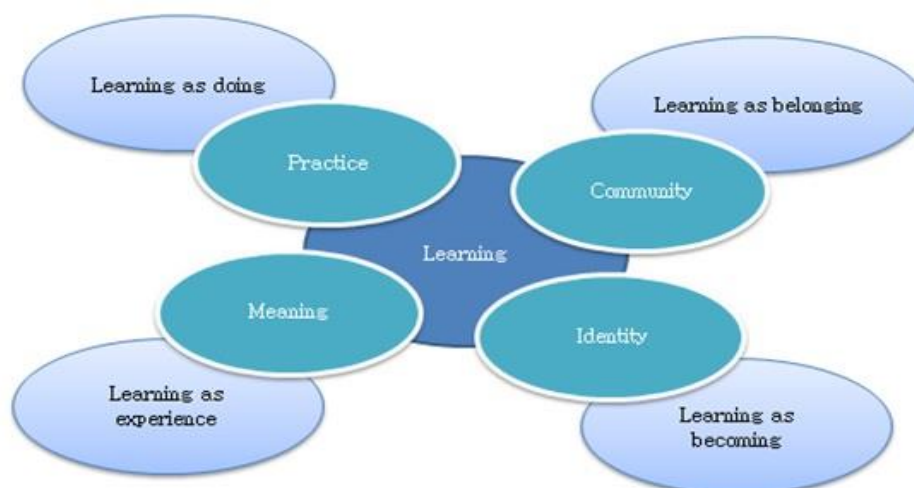 Learning as doing
Learning as belonging
Practice
Community
Learning
Meaning
Identity
Learning as
experience
Learning as
becoming